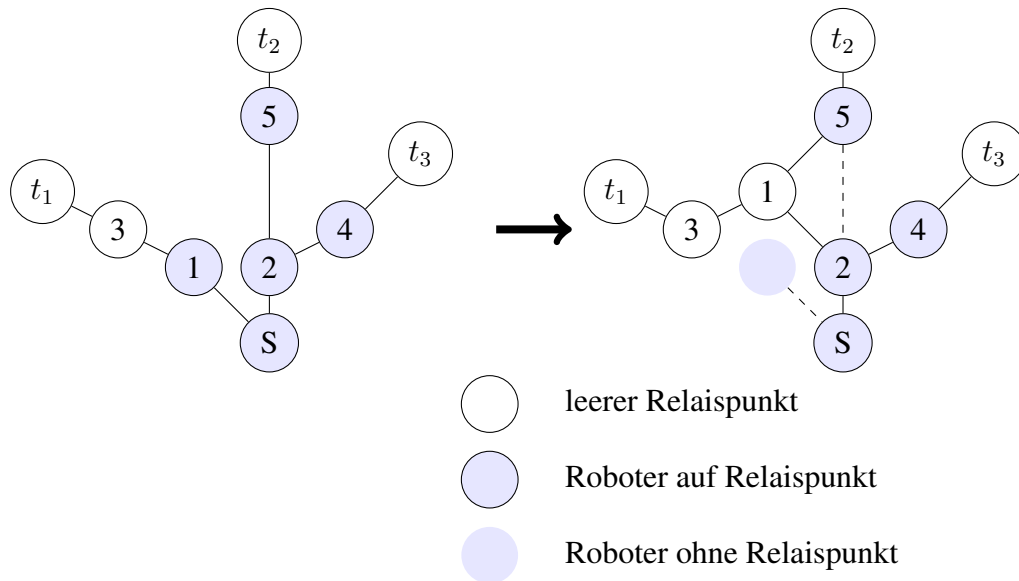 t₂
t₂
5
5
t₃
t₃
t₁
t₁
3
4
1
3
4
1
2
2
S
S
leerer Relaispunkt
Roboter auf Relaispunkt
Roboter ohne Relaispunkt